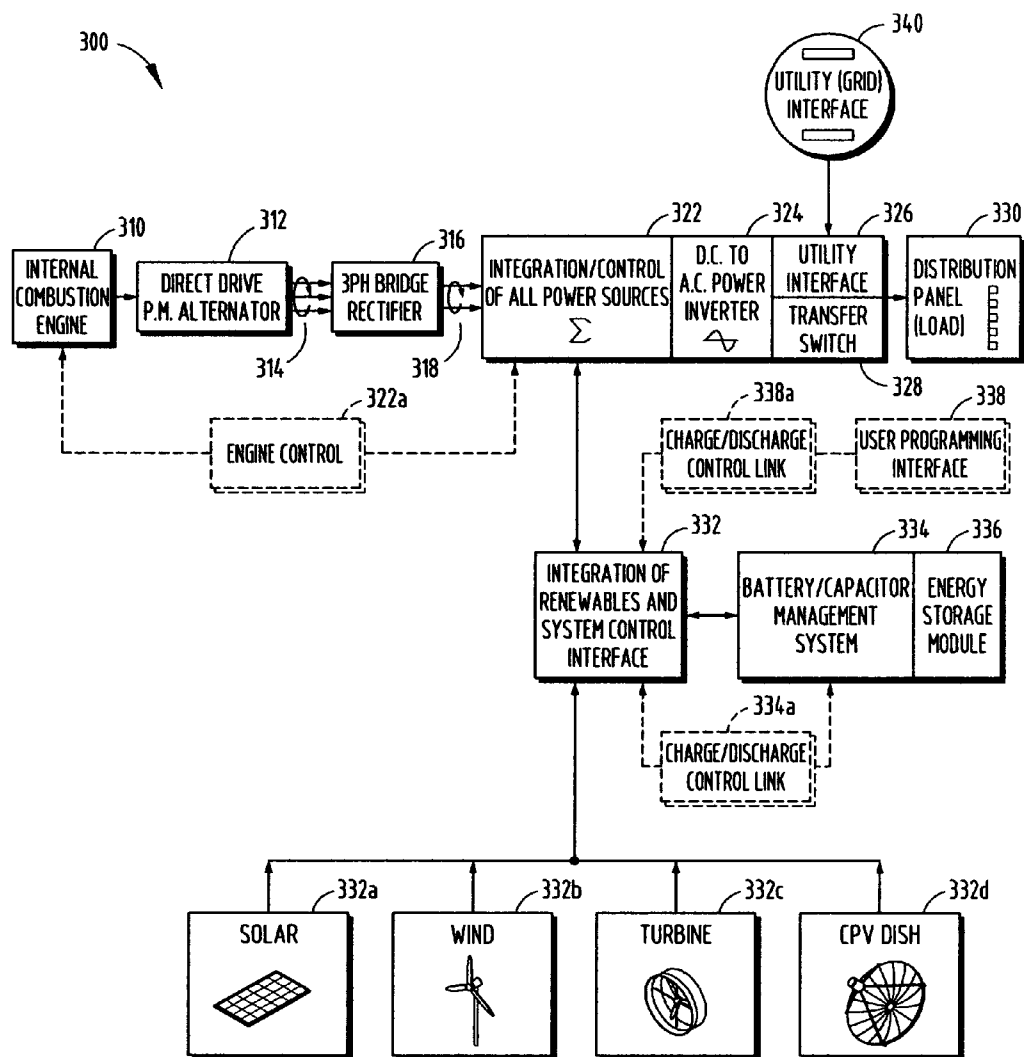 300
340
UTILITY (GRID)
INTERFACE
310
312
316
322
324
326
330
INTERNAL
COMBUSTION
ENGINE
DIRECT DRIVE
P.M. ALTERNATOR
3PH BRIDGE
RECTIFIER
INTEGRATION/CONTROL
OF ALL POWER SOURCES
Σ
D.C. TO
A.C. POWER
INVERTER
UTILITY
INTERFACE
TRANSFER
SWITCH
DISTRIBUTION
PANEL
(LOAD)
314
318
328
322a
ENGINE CONTROL
338a
CHARGE/DISCHARGE
CONTROL LINK
338
USER PROGRAMMING
INTERFACE
332
INTEGRATION OF
RENEWABLES AND
SYSTEM CONTROL
INTERFACE
334
BATTERY/CAPACITOR
MANAGEMENT
SYSTEM
336
ENERGY
STORAGE
MODULE
334a
CHARGE/DISCHARGE
CONTROL LINK
332a
332b
332c
332d
SOLAR
WIND
TURBINE
CPV DISH